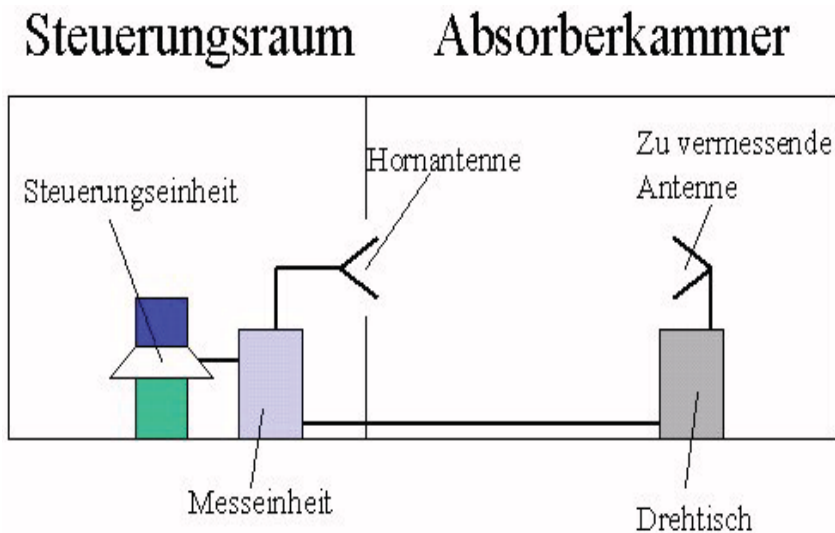 Steuerungsraum
Absorberkammer
Hornantenne
Zu vermessende
Antenne
Steuerungseinheit
Messeinheit
Drehtisch